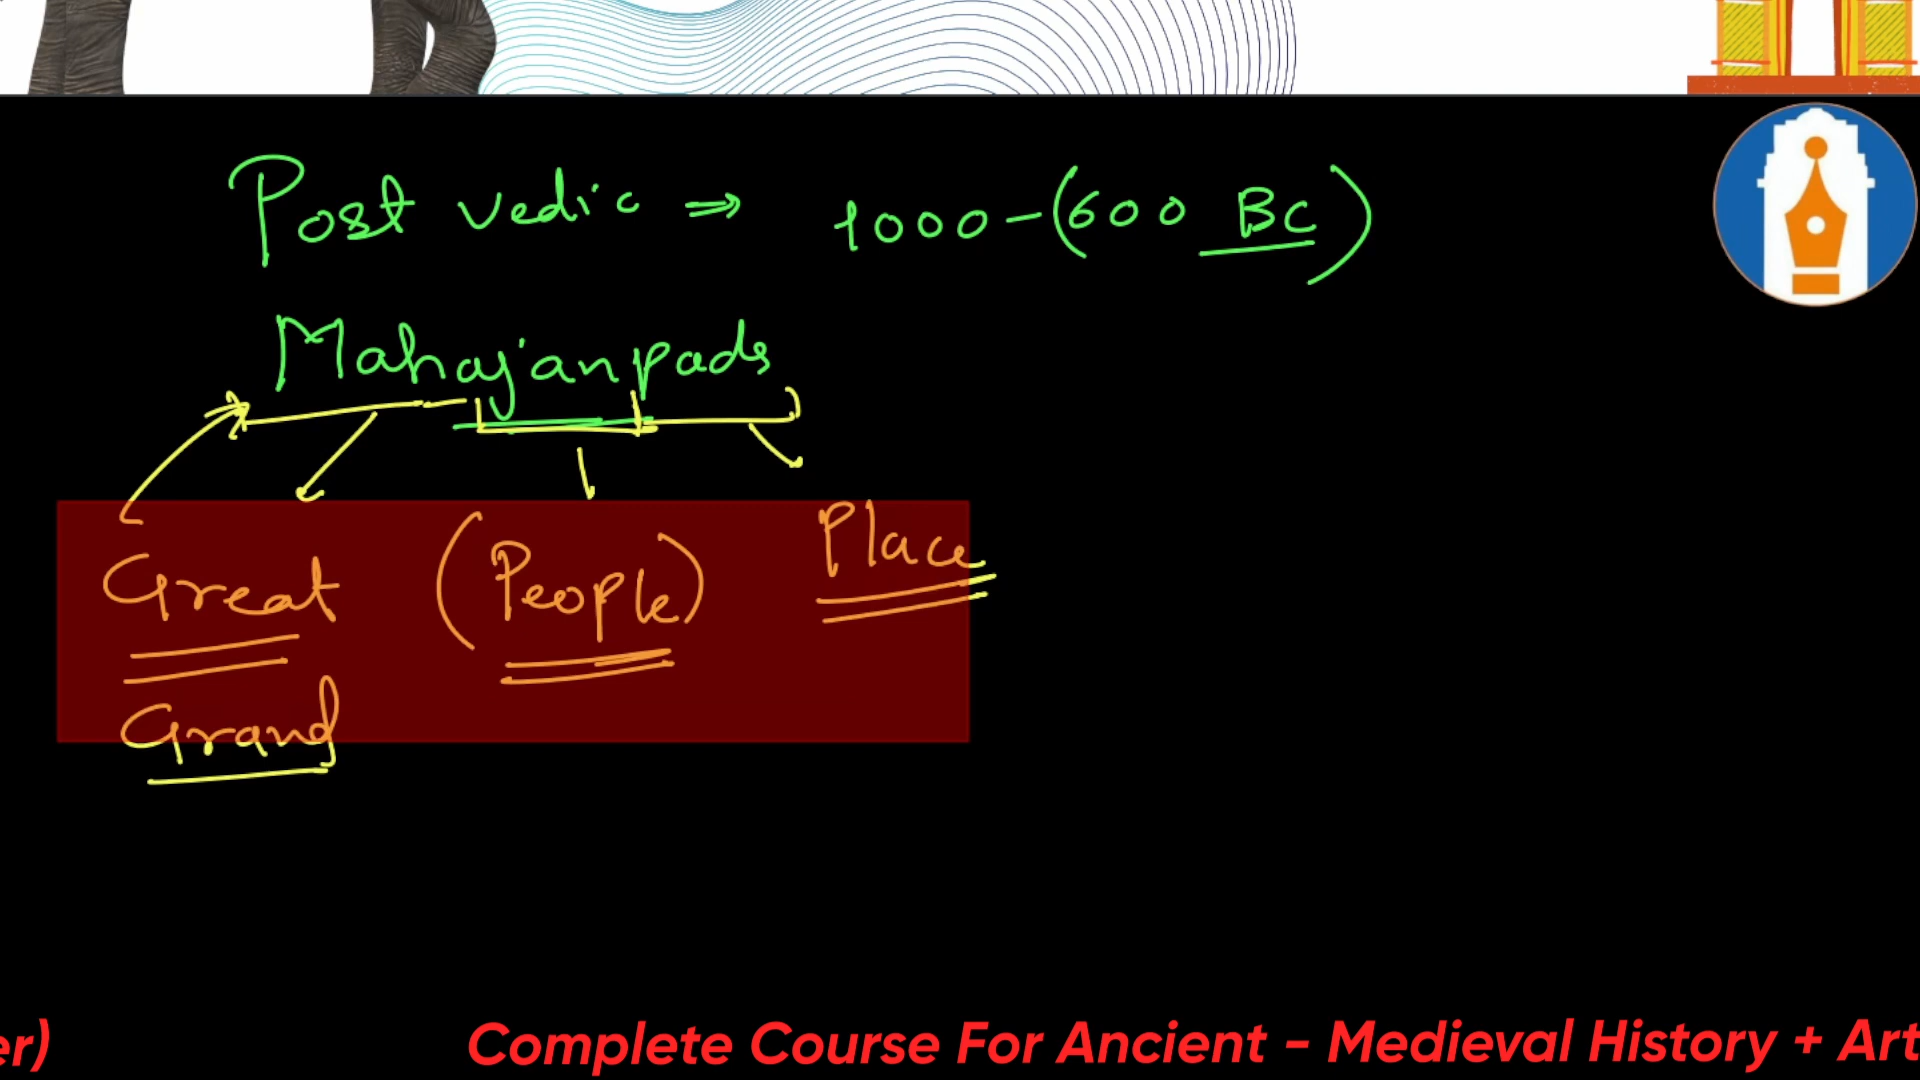 Post vedic ⇒ 1000-(600 BC)
Mahajanpads
Great (People) Place
Grand
er) Complete Course For Ancient - Medieval History + Art